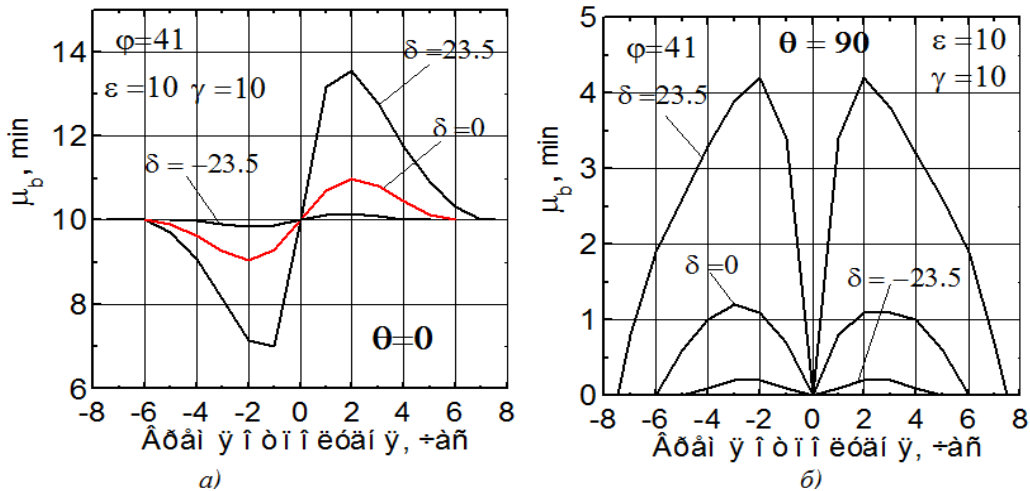 φ=41
ε =10 γ =10
δ =23.5
δ =0
δ = −23.5
θ=0
μb, min
14
12
10
8
6
-8 -6 -4 -2 0 2 4 6 8
Âðåì ÿ î ò ï î ëóäí ÿ, ÷àñ
а)
φ=41
θ = 90
ε =10
γ =10
δ = 23.5
δ =0
δ = −23.5
μb, min
5
4
3
2
1
0
-8 -6 -4 -2 0 2 4 6 8
Âðåì ÿ î ò ï î ëóäí ÿ, ÷àñ
б)